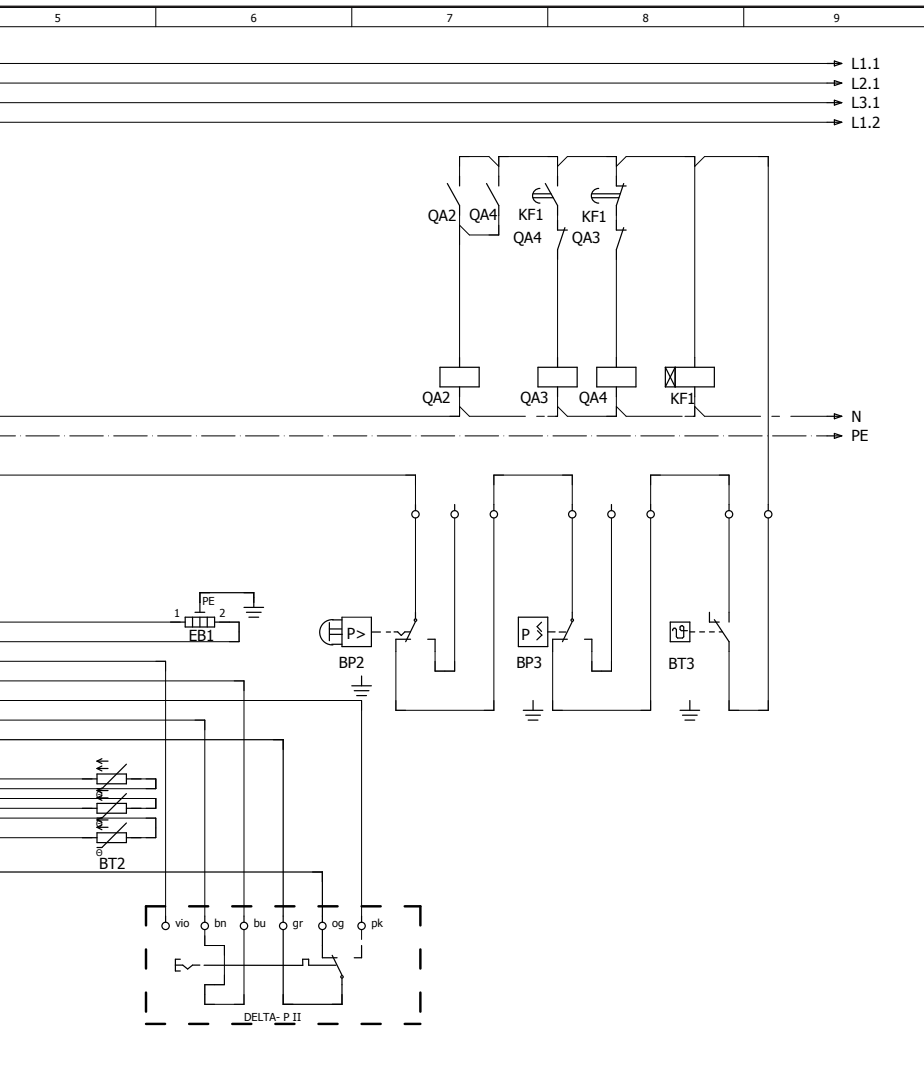 5 6 7 8 9
L1.1
L2.1
L3.1
L1.2
QA2 QA4 KF1 KF1
QA4 QA3
QA2 QA3 QA4 KF1
N
PE
PE
1 2
EB1
P> P ϑ
BP2 BP3 BT3
Θ
Θ
Θ
BT2
vio bn bu gr og pk
DELTA- P II